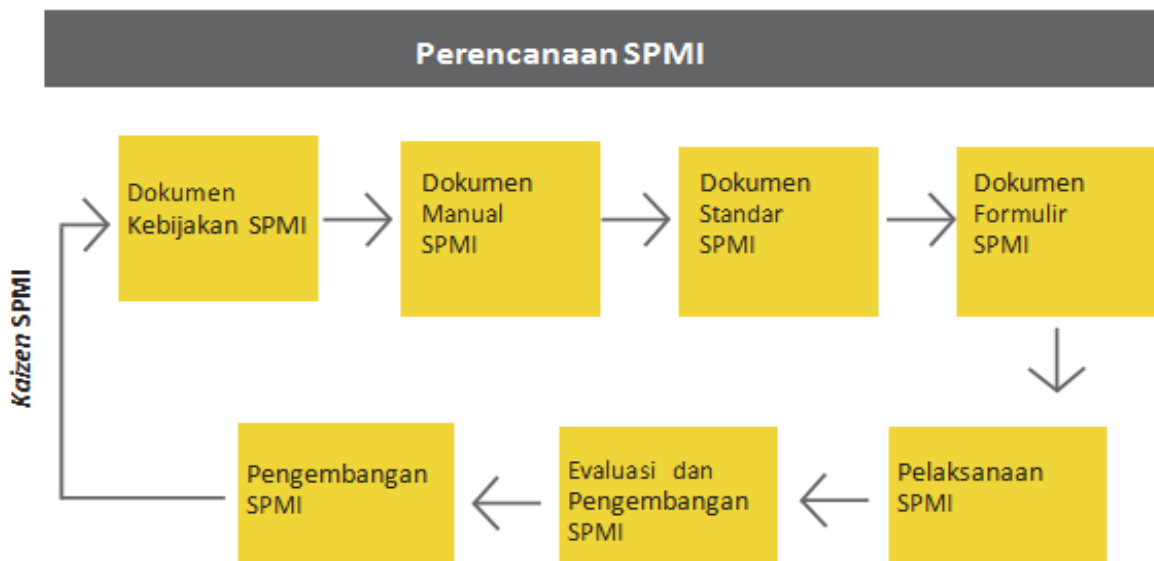 Perencanaan SPMI
Dokumen
Kebijakan SPMI
Dokumen
Manual
SPMI
Dokumen
Standar
SPMI
Dokumen
Formulir
SPMI
Kaizen SPMI
Pengembangan
SPMI
Evaluasi dan
Pengembangan
SPMI
Pelaksanaan
SPMI